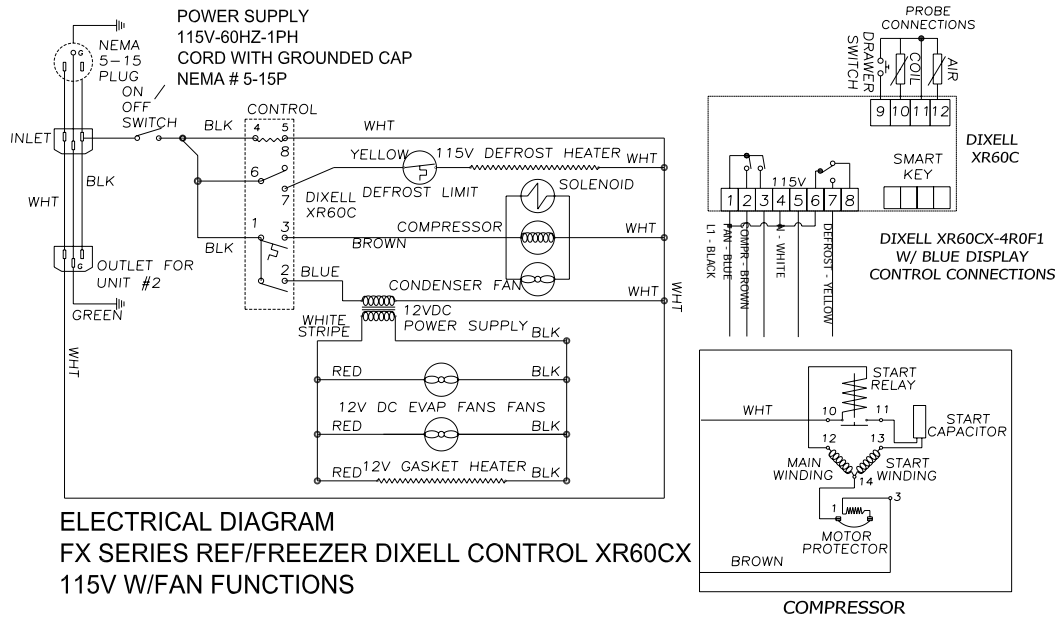 POWER SUPPLY
115V-60HZ-1PH
CORD WITH GROUNDED CAP
NEMA # 5-15P
G
NEMA
5-15
PLUG
ON
OFF
SWITCH
INLET
BLK
WHT
G
OUTLET FOR
UNIT #2
GREEN
WHT
CONTROL
BLK
4 5
WHT
8
6
7
YELLOW
115V DEFROST HEATER
WHT
DEFROST LIMIT
DIXELL
XR60C
SOLENOID
1
3
COMPRESSOR
WHT
BLK
BROWN
2
BLUE
CONDENSER FAN
WHT
WHT
12VDC
POWER SUPPLY
WHITE
STRIPE
BLK
RED
BLK
12V DC EVAP FANS FANS
RED
BLK
RED
12V GASKET HEATER
BLK
ELECTRICAL DIAGRAM
FX SERIES REF/FREEZER DIXELL CONTROL XR60CX
115V W/FAN FUNCTIONS
PROBE
CONNECTIONS
DRAWER
SWITCH
COIL
AIR
9 10 11 12
DIXELL
XR60C
SMART
KEY
115V
1 2 3 4 5 6 7 8
L1 - BLACK
FAN - BLUE
COMPR - BROWN
N - WHITE
DEFROST - YELLOW
DIXELL XR60CX-4R0F1
W/ BLUE DISPLAY
CONTROL CONNECTIONS
START
RELAY
WHT
10
11
START
CAPACITOR
12
13
MAIN
WINDING
START
WINDING
14
3
1
MOTOR
PROTECTOR
BROWN
COMPRESSOR